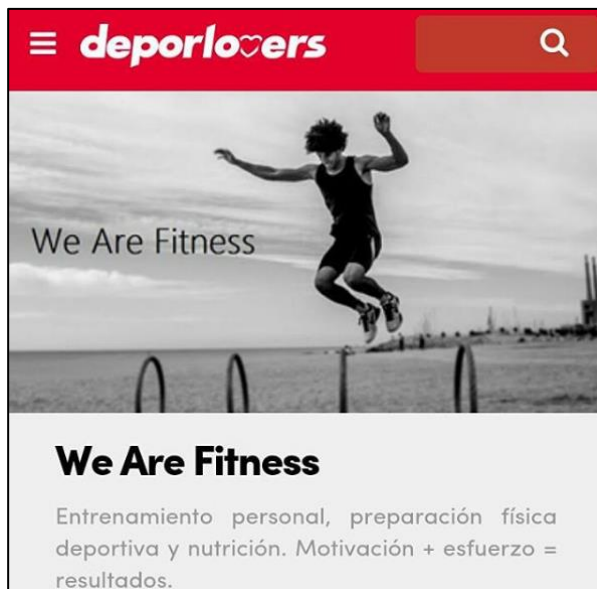 deporlovers
We Are Fitness
We Are Fitness
Entrenamiento personal, preparación física
deportiva y nutrición. Motivación + esfuerzo =
resultados.